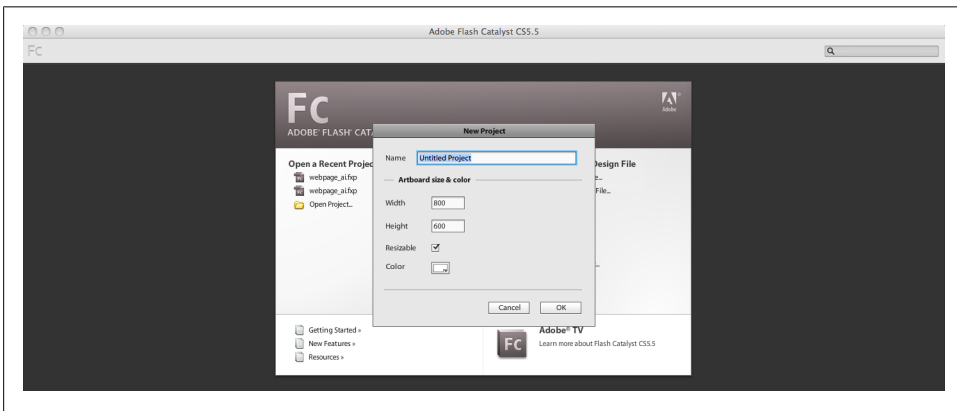 Adobe Flash Catalyst CS5.5
Fc
Fc
Adobe
ADOBE® FLASH® CAT
New Project
Name Untitled Project
Artboard size & color
Width 800
Height 600
Resizable
Color
Cancel OK
Open a Recent Projec
webpage_ai.fxp
webpage_ai.fxp
Open Project...
Design File
File...
Getting Started »
New Features »
Resources »
Fc
Adobe® TV
Learn more about Flash Catalyst CS5.5